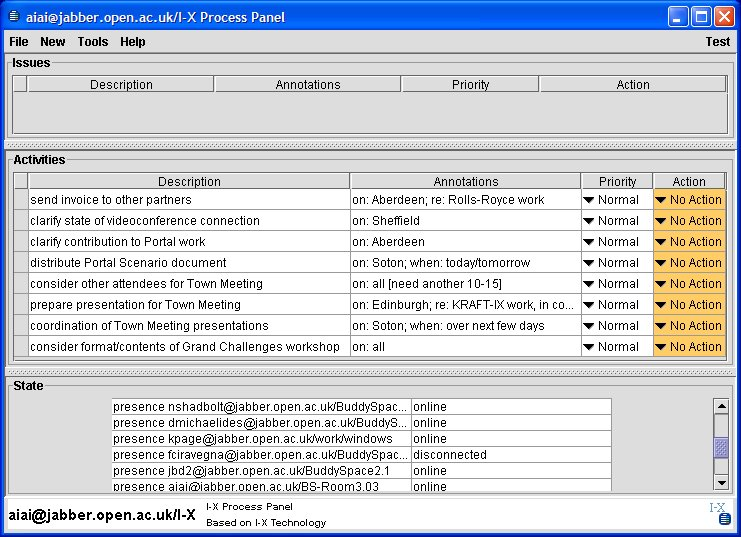 aiai@jabber.open.ac.uk/I-X Process Panel
File New Tools Help Test
Issues
Description Annotations Priority Action
Activities
Description Annotations Priority Action
send invoice to other partners on: Aberdeen; re: Rolls-Royce work Normal No Action
clarify state of videoconference connection on: Sheffield Normal No Action
clarify contribution to Portal work on: Aberdeen Normal No Action
distribute Portal Scenario document on: Soton; when: today/tomorrow Normal No Action
consider other attendees for Town Meeting on: all [need another 10-15] Normal No Action
prepare presentation for Town Meeting on: Edinburgh; re: KRAFT-IX work, in co... Normal No Action
coordination of Town Meeting presentations on: Soton; when: over next few days Normal No Action
consider format/contents of Grand Challenges workshop on: all Normal No Action
State
presence nshadbolt@jabber.open.ac.uk/BuddySpac... online
presence dmichaelides@jabber.open.ac.uk/BuddyS... online
presence kpage@jabber.open.ac.uk/work/windows online
presence fciravegna@jabber.open.ac.uk/BuddySpac... disconnected
presence jbd2@jabber.open.ac.uk/BuddySpace2.1 online
presence aiai@jabber.open.ac.uk/BS-Room3.03 online
aiai@jabber.open.ac.uk/I-X I-X Process Panel I-X
Based on I-X Technology